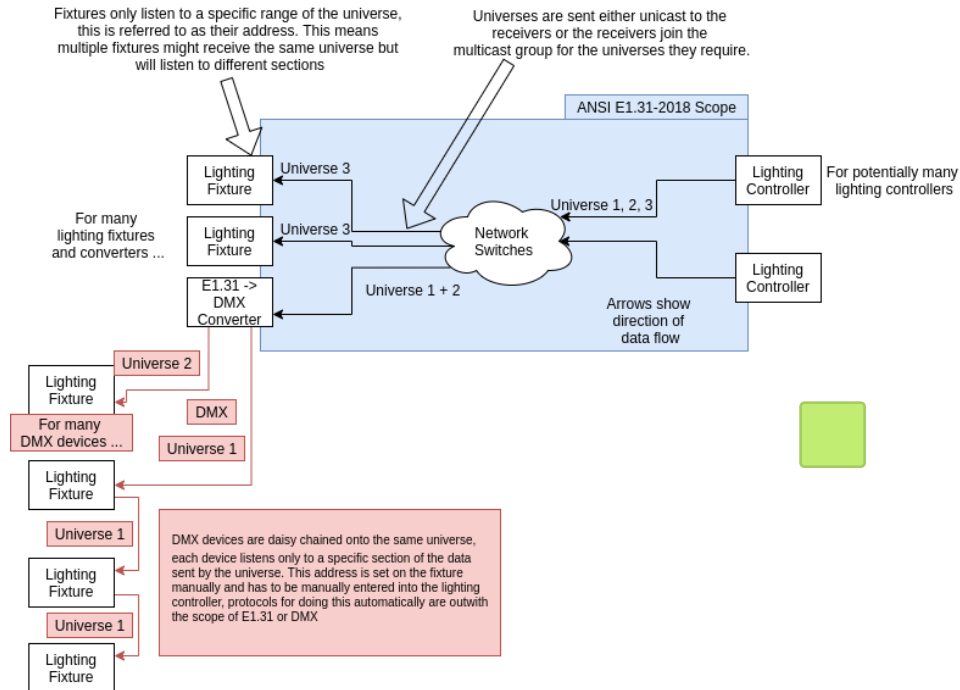 Fixtures only listen to a specific range of the universe,
this is referred to as their address. This means
multiple fixtures might receive the same universe but
will listen to different sections
Universes are sent either unicast to the
receivers or the receivers join the
multicast group for the universes they require.
ANSI E1.31-2018 Scope
Lighting
Fixture
Universe 3
Universe 1, 2, 3
Lighting
Controller
For potentially many
lighting controllers
For many
lighting fixtures
and converters ...
Lighting
Fixture
Universe 3
Network
Switches
Lighting
Controller
E1.31 ->
DMX
Converter
Universe 1 + 2
Arrows show
direction of
data flow
Universe 2
Lighting
Fixture
For many
DMX devices ...
DMX
Universe 1
Lighting
Fixture
Universe 1
Lighting
Fixture
Universe 1
Lighting
Fixture
DMX devices are daisy chained onto the same universe,
each device listens only to a specific section of the data
sent by the universe. This address is set on the fixture
manually and has to be manually entered into the lighting
controller, protocols for doing this automatically are outwith
the scope of E1.31 or DMX